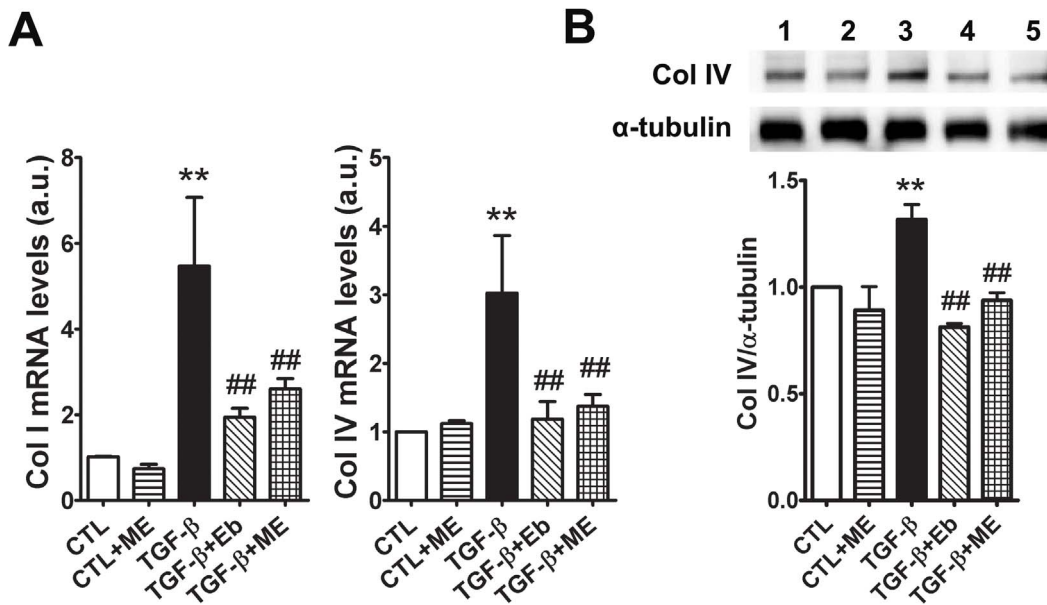 A
Col I mRNA levels (a.u.)
8
6
4
2
0
**
##
##
CTL
CTL+ME
TGF-β
TGF-β+Eb
TGF-β+ME
Col IV mRNA levels (a.u.)
5
4
3
2
1
0
**
##
##
CTL
CTL+ME
TGF-β
TGF-β+Eb
TGF-β+ME
B
1 2 3 4 5
Col IV
α-tubulin
Col IV/α-tubulin
1.5
1.0
0.5
0.0
**
##
##
CTL
CTL+ME
TGF-β
TGF-β+Eb
TGF-β+ME